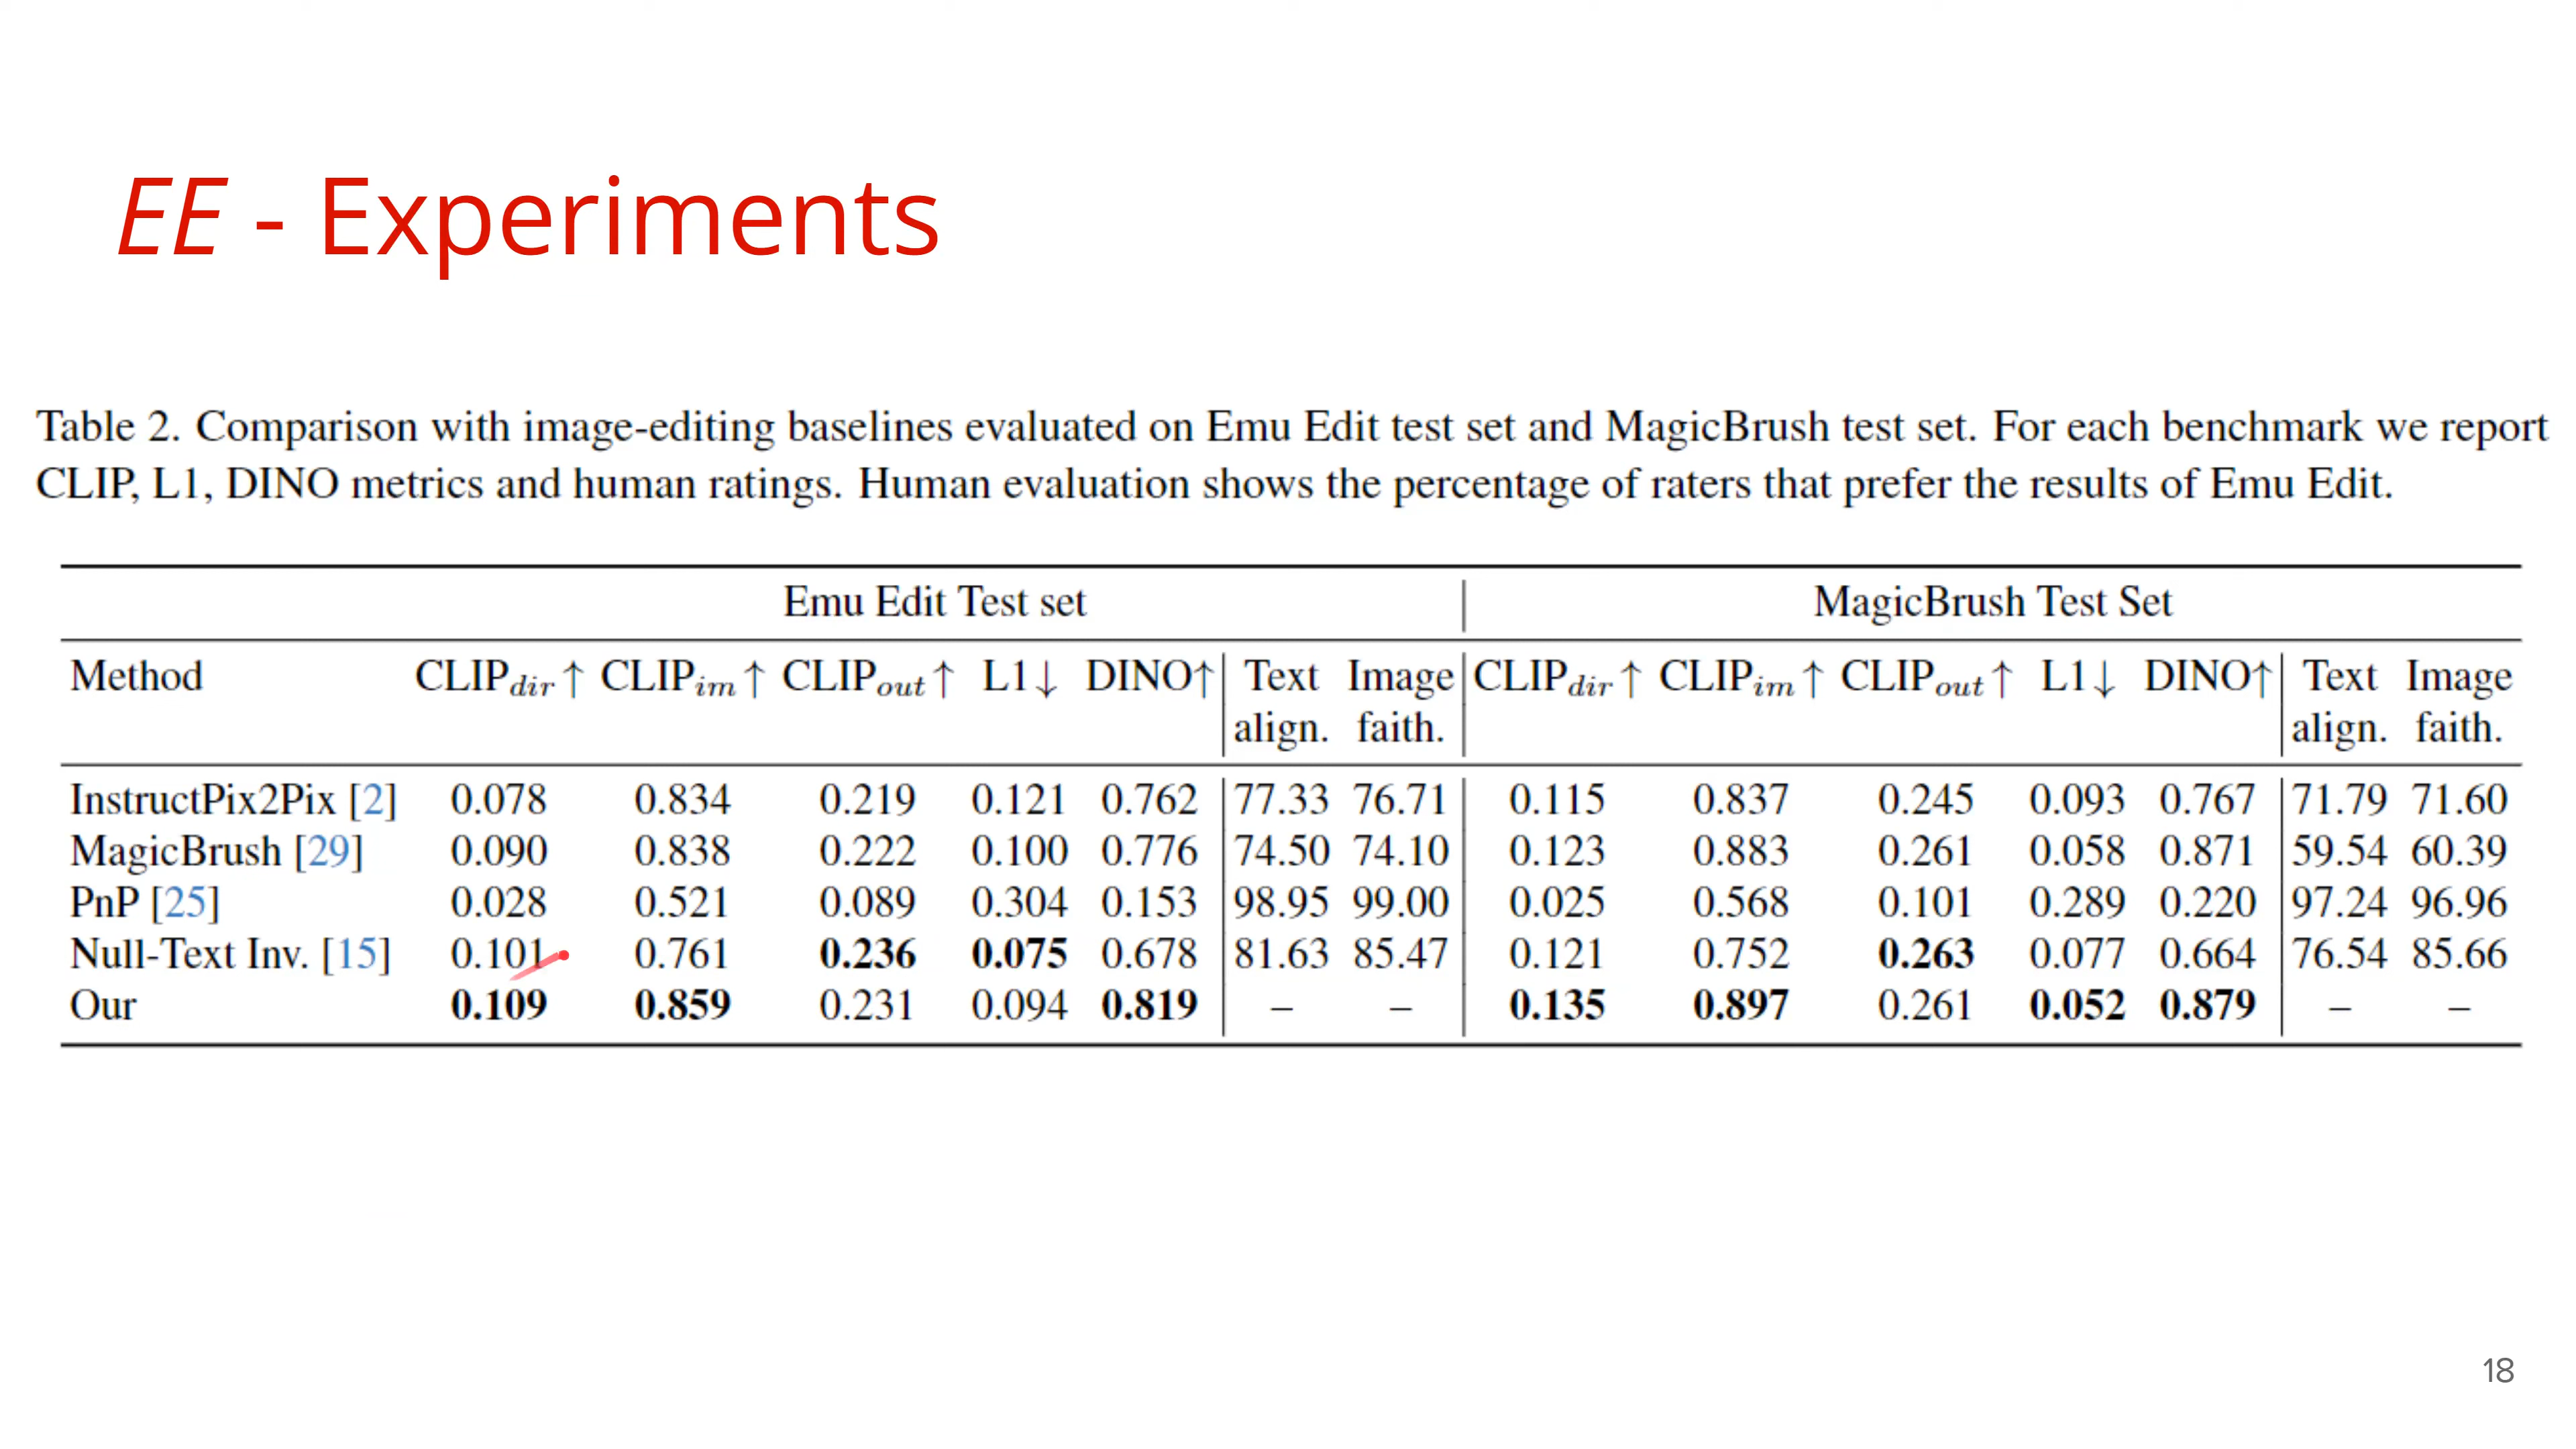 EE - Experiments
Table 2. Comparison with image-editing baselines evaluated on Emu Edit test set and MagicBrush test set. For each benchmark we report
CLIP, L1, DINO metrics and human ratings. Human evaluation shows the percentage of raters that prefer the results of Emu Edit.
Emu Edit Test set MagicBrush Test Set
Method CLIPdir↑ CLIPim↑ CLIPout↑ L1↓ DINO↑ Text Image CLIPdir↑ CLIPim↑ CLIPout↑ L1↓ DINO↑ Text Image
align. faith. align. faith.
InstructPix2Pix [2] 0.078 0.834 0.219 0.121 0.762 77.33 76.71 0.115 0.837 0.245 0.093 0.767 71.79 71.60
MagicBrush [29] 0.090 0.838 0.222 0.100 0.776 74.50 74.10 0.123 0.883 0.261 0.058 0.871 59.54 60.39
PnP [25] 0.028 0.521 0.089 0.304 0.153 98.95 99.00 0.025 0.568 0.101 0.289 0.220 97.24 96.96
Null-Text Inv. [15] 0.101 0.761 0.236 0.075 0.678 81.63 85.47 0.121 0.752 0.263 0.077 0.664 76.54 85.66
Our 0.109 0.859 0.231 0.094 0.819 – – 0.135 0.897 0.261 0.052 0.879 – –
18